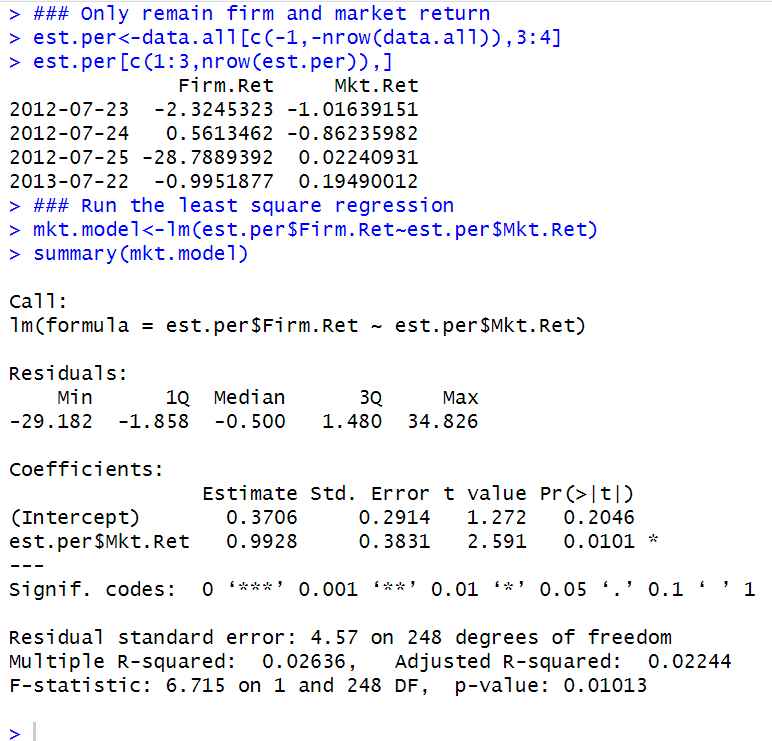 > ### Only remain firm and market return
> est.per<-data.all[c(-1,-nrow(data.all)),3:4]
> est.per[c(1:3,nrow(est.per)),]
              Firm.Ret     Mkt.Ret
2012-07-23  -2.3245323 -1.01639151
2012-07-24   0.5613462 -0.86235982
2012-07-25 -28.7889392  0.02240931
2013-07-22  -0.9951877  0.19490012
> ### Run the least square regression
> mkt.model<-lm(est.per$Firm.Ret~est.per$Mkt.Ret)
> summary(mkt.model)
Call:
lm(formula = est.per$Firm.Ret ~ est.per$Mkt.Ret)
Residuals:
    Min      1Q  Median      3Q     Max
-29.182  -1.858  -0.500   1.480  34.826
Coefficients:
                Estimate Std. Error t value Pr(>|t|)
(Intercept)       0.3706     0.2914   1.272   0.2046
est.per$Mkt.Ret   0.9928     0.3831   2.591   0.0101 *
---
Signif. codes:  0 ‘***’ 0.001 ‘**’ 0.01 ‘*’ 0.05 ‘.’ 0.1 ‘ ’ 1
Residual standard error: 4.57 on 248 degrees of freedom
Multiple R-squared:  0.02636,   Adjusted R-squared:  0.02244
F-statistic: 6.715 on 1 and 248 DF,  p-value: 0.01013
>